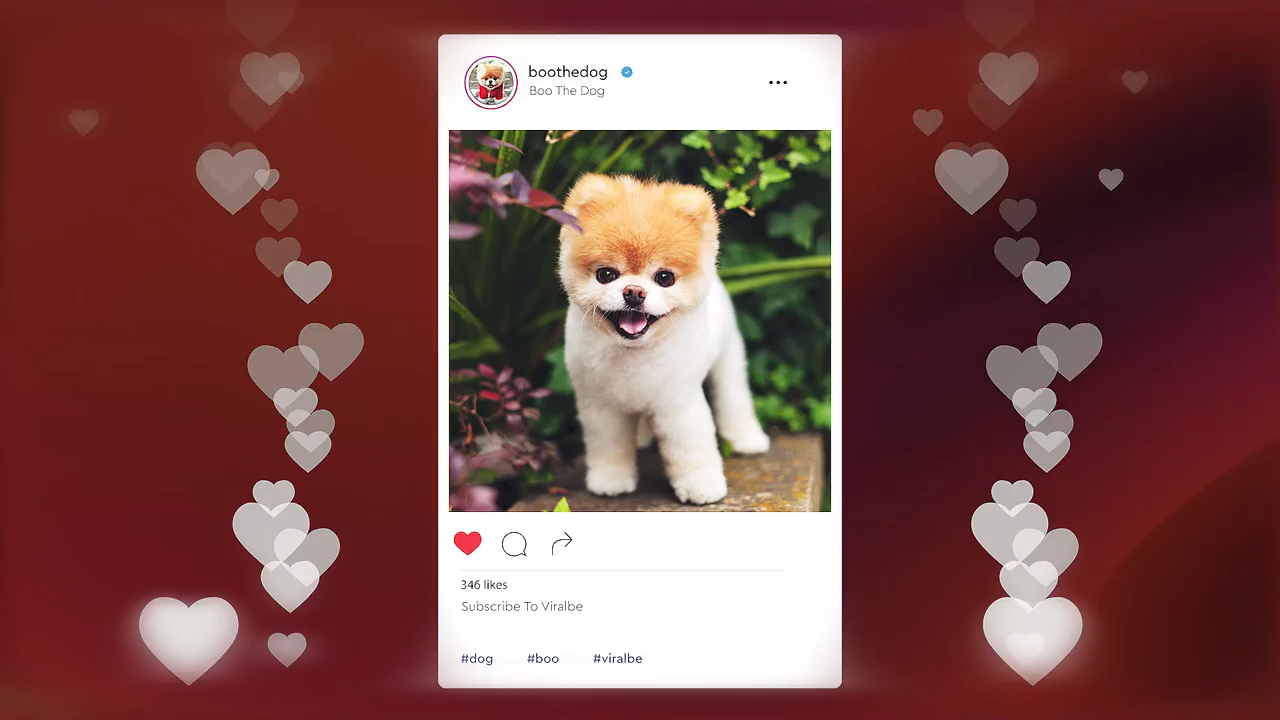 boothedog
Boo The Dog
346 likes
Subscribe To Viralbe
#dog #boo #viralbe